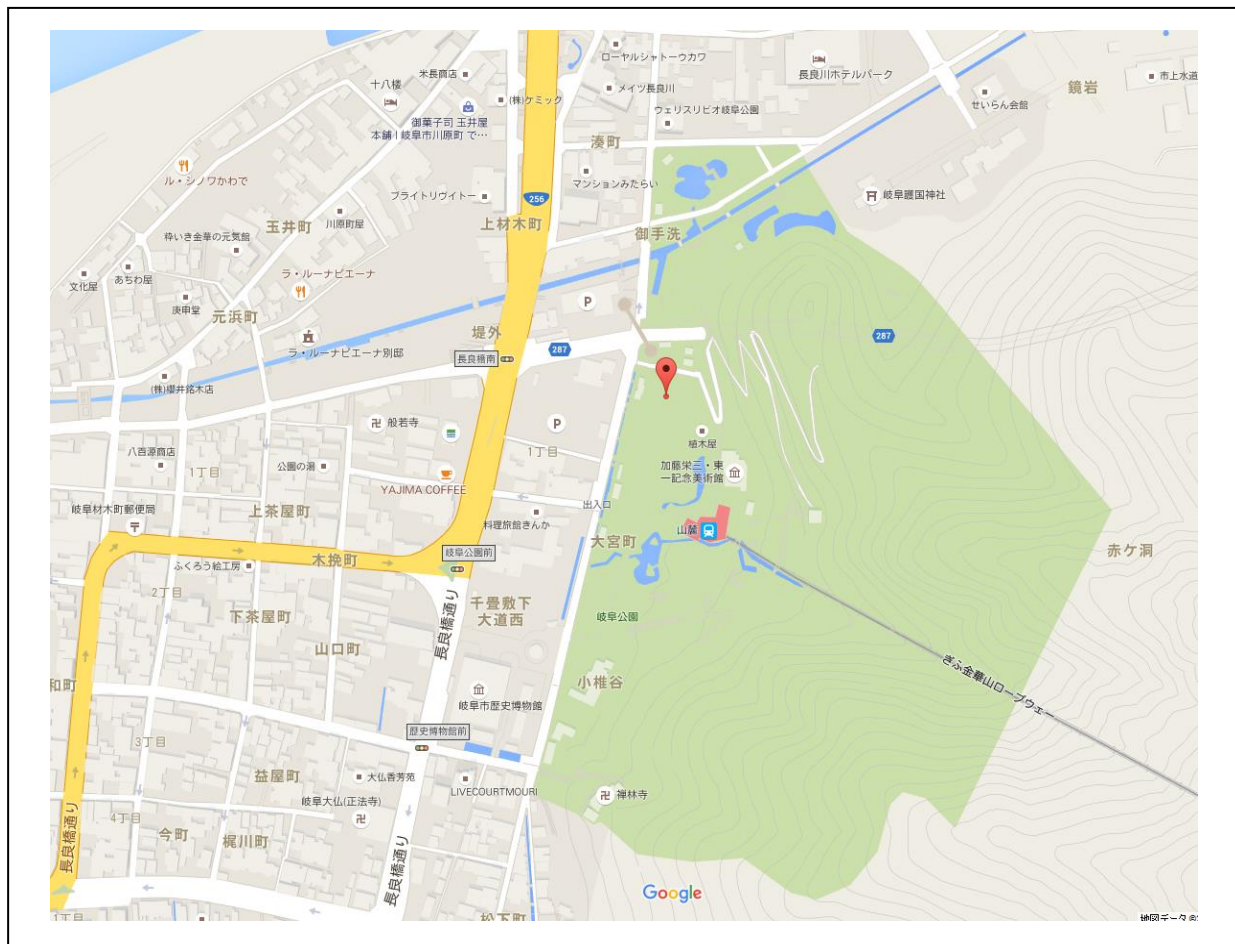 ローヤルシャトーウカワ
米長商店
十八楼
長良川ホテルパーク
市上水道
鏡岩
メイツ長良川
(株)ケミック
せいらん会館
御菓子司 玉井屋
本舗 | 岐阜市川原町 で…
ウェリスリビオ岐阜公園
湊町
ル・シノワかわで
マンションみたらい
ブライトリヴイトー
256
岐阜護国神社
川原町屋
玉井町
上材木町
御手洗
粋いき金華の元気館
あちわ屋
ラ・ルーナピエーナ
文化屋
庚申堂
元浜町
P
堤外
287
ラ・ルーナピエーナ別邸
長良橋南
287
(株)櫻井銘木店
般若寺
P
植木屋
八百源商店
1丁目
公園の湯
1丁目
加藤栄三・東
一記念美術館
YAJIMA COFFEE
出入口
岐阜材木町郵便局
上茶屋町
料理旅館きんか
山麓
大宮町
木挽町
岐阜公園前
赤ケ洞
ふくろう絵工房
2丁目
下茶屋町
千畳敷下
大道西
岐阜公園
長良橋通り
山口町
ぎふ金華山ロープウェー
和町
小椎谷
岐阜市歴史博物館
歴史博物館前
3丁目
益屋町
大仏香芳苑
LIVECOURTMOURI
禅林寺
岐阜大仏(正法寺)
4丁目
今町
梶川町
長良橋通り
長良橋通り
Google
1丁目
松下町
地図データ ©